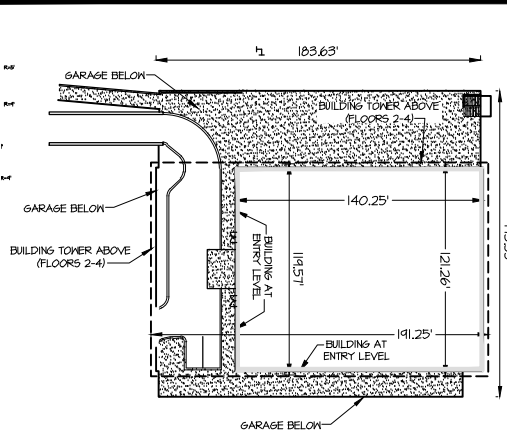 183.63'
GARAGE BELOW
BUILDING TOWER ABOVE
(FLOORS 2-4)
140.25'
GARAGE BELOW
BUILDING TOWER ABOVE
(FLOORS 2-4)
BUILDING AT
ENTRY LEVEL
119.57'
121.26'
191.25'
BUILDING AT
ENTRY LEVEL
GARAGE BELOW